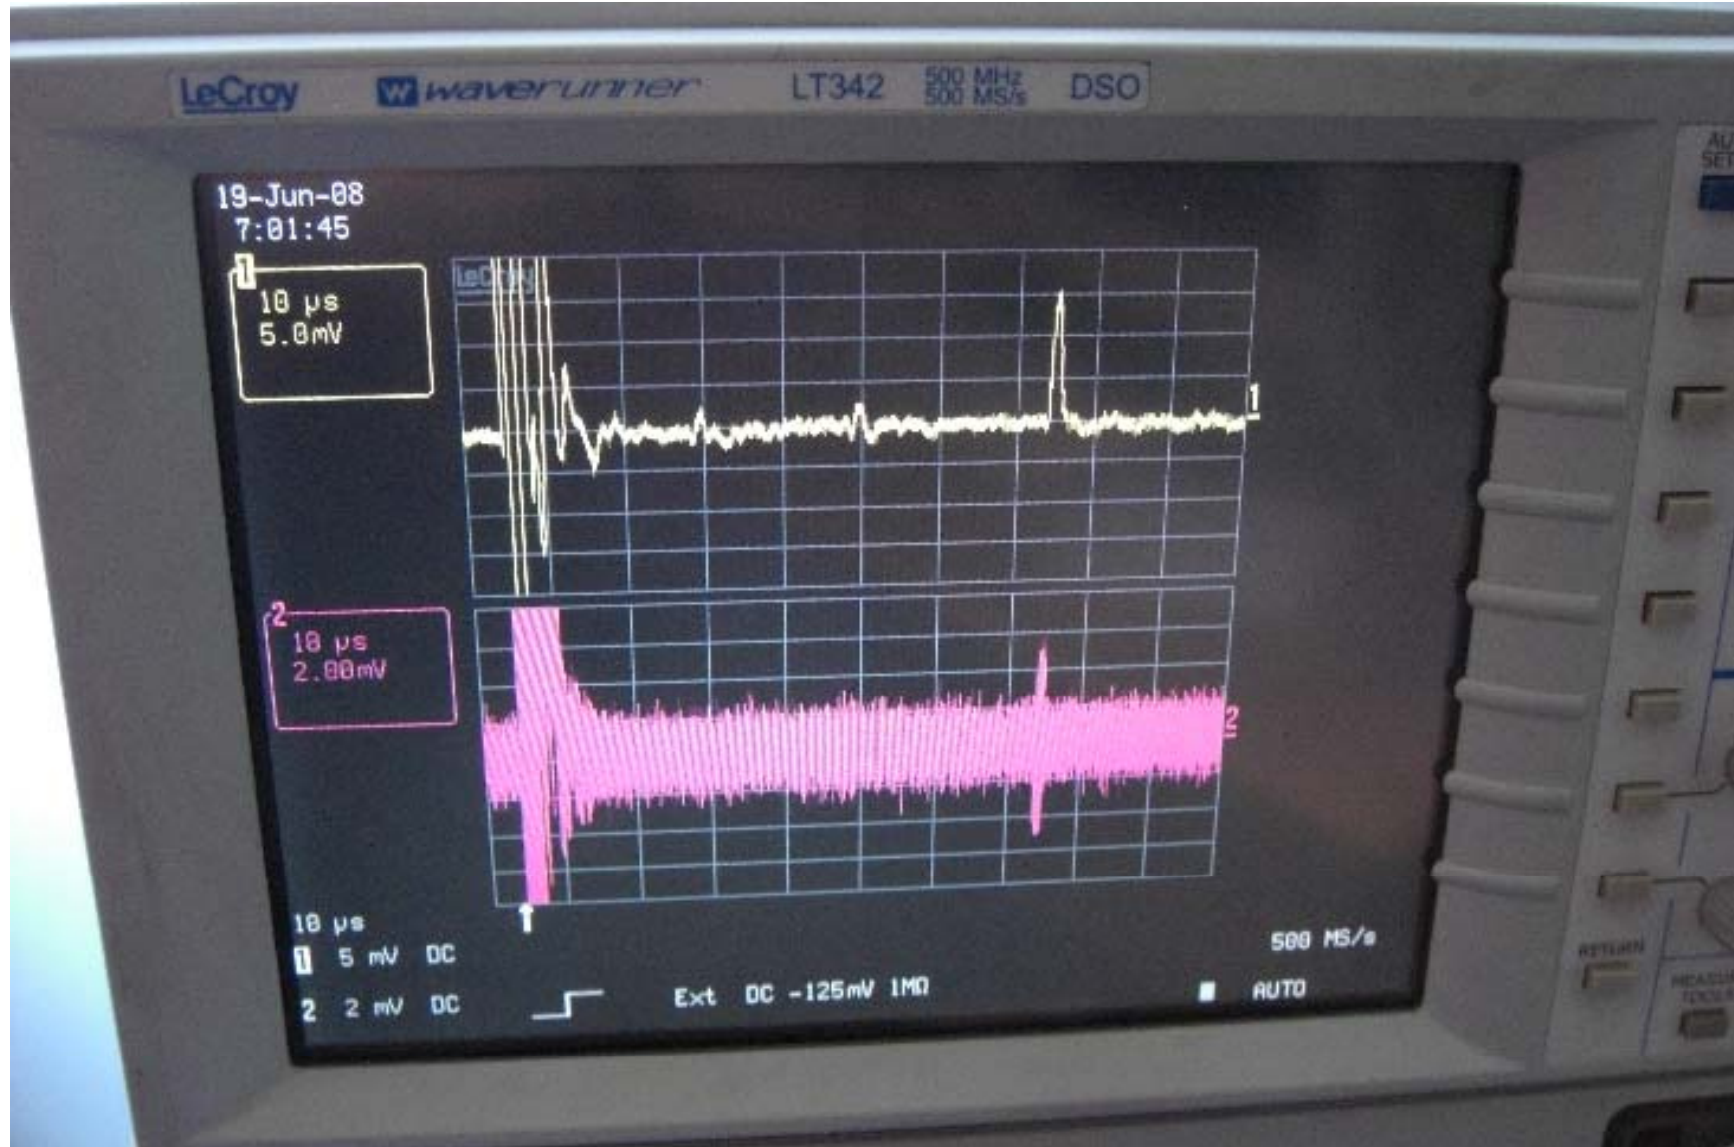 LeCroy waverunner LT342 500 MHz 500 MS/s DSO
19-Jun-08
7:01:45
1
10 µs
5.0mV
LeCroy
1
2
10 µs
2.00mV
2
10 µs
500 MS/s
1 5 mV DC
2 2 mV DC
Ext DC -125mV 1MΩ
AUTO
RETURN